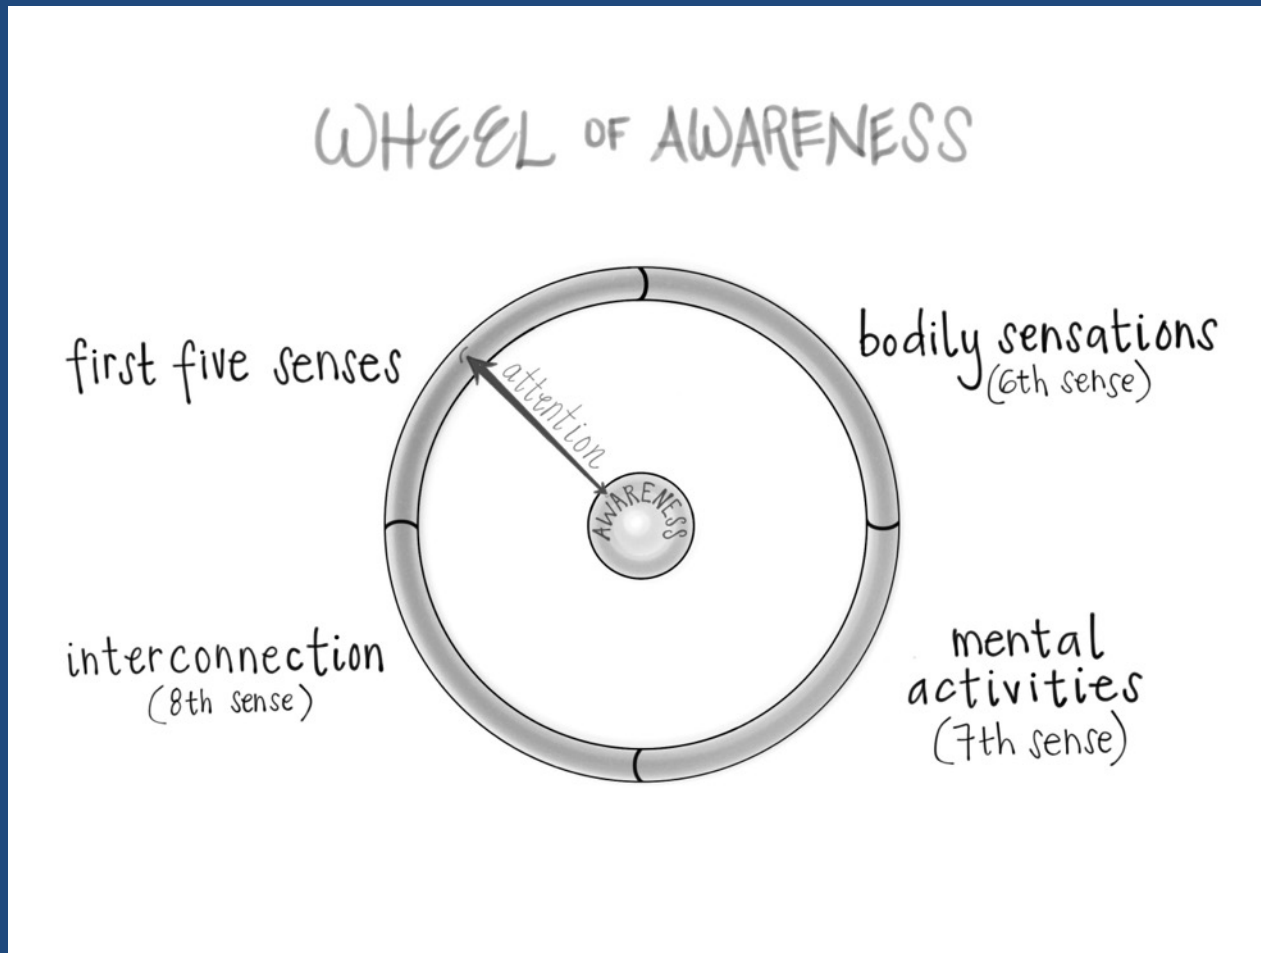 WHEEL OF AWARENESS
first five senses
bodily sensations
(6th sense)
attention
AWARENESS
interconnection
(8th sense)
mental
activities
(7th sense)